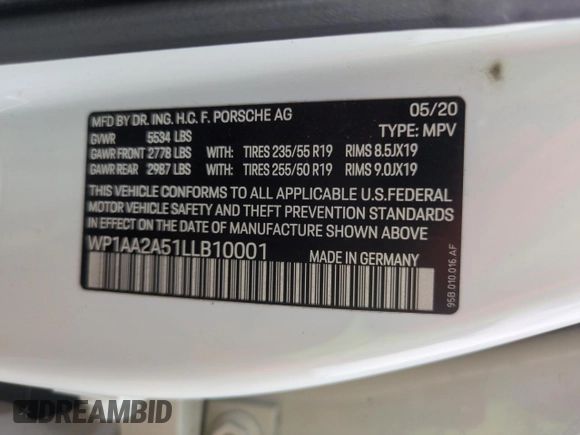 MFD BY DR. ING. H.C. F. PORSCHE AG 05/20
GVWR 5534 LBS TYPE: MPV
GAWR FRONT 2778 LBS WITH: TIRES 235/55 R19 RIMS 8.5JX19
GAWR REAR 2987 LBS WITH: TIRES 255/50 R19 RIMS 9.0JX19
THIS VEHICLE CONFORMS TO ALL APPLICABLE U.S.FEDERAL
MOTOR VEHICLE SAFETY AND THEFT PREVENTION STANDARDS
IN EFFECT ON THE DATE OF MANUFACTURE SHOWN ABOVE
WP1AA2A51LLB10001 MADE IN GERMANY
95B.010.016 AF
DREAMBID